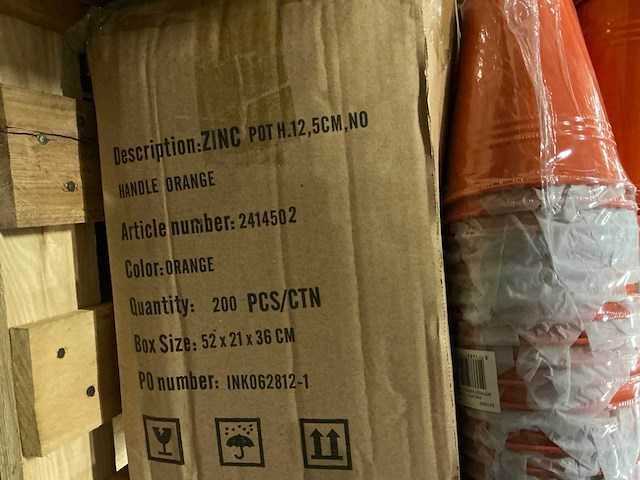 Description:ZINC POT H.12,5CM,NO
HANDLE ORANGE
Article number: 2414502
Color:ORANGE
Quantity: 200 PCS/CTN
Box Size: 52 x 21 x 36 CM
PO number: INK062812-1